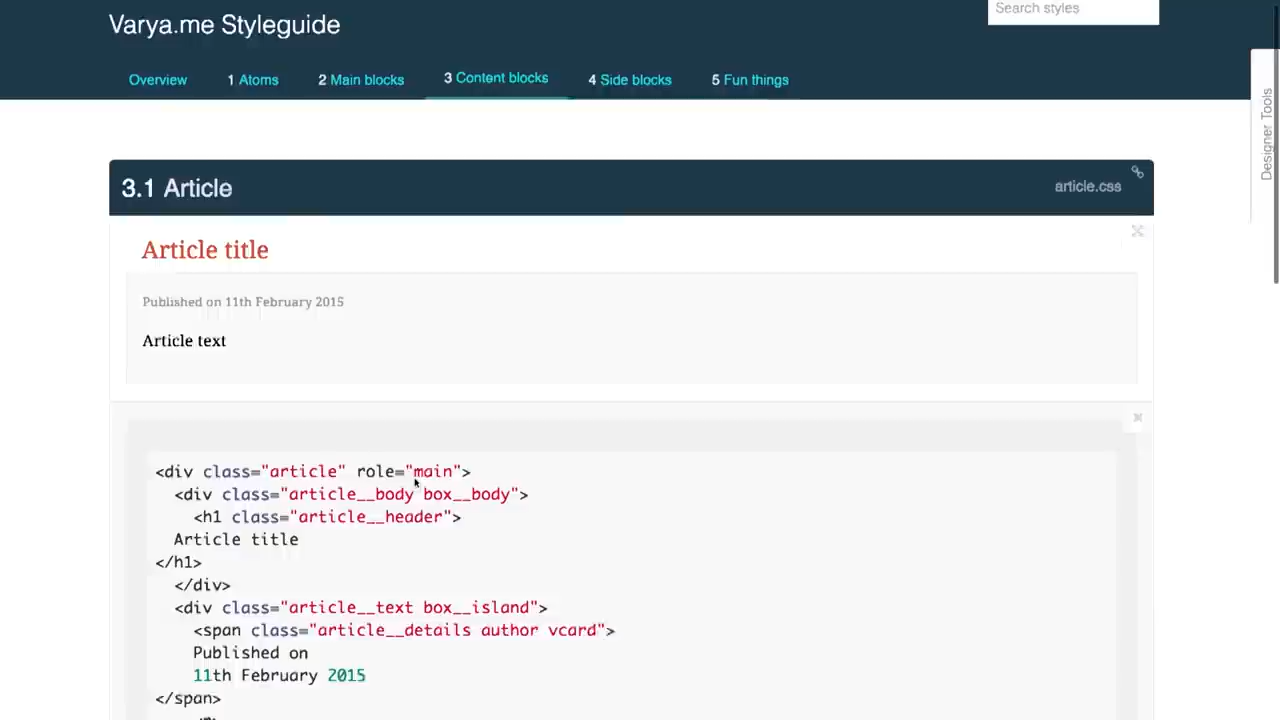 Varya.me Styleguide
Search styles
Overview 1 Atoms 2 Main blocks 3 Content blocks 4 Side blocks 5 Fun things
Designer Tools
3.1 Article article.css
Article title
Published on 11th February 2015
Article text
<div class="article" role="main">
<div class="article__body box__body">
<h1 class="article__header">
Article title
</h1>
</div>
<div class="article__text box__island">
<span class="article__details author vcard">
Published on
11th February 2015
</span>